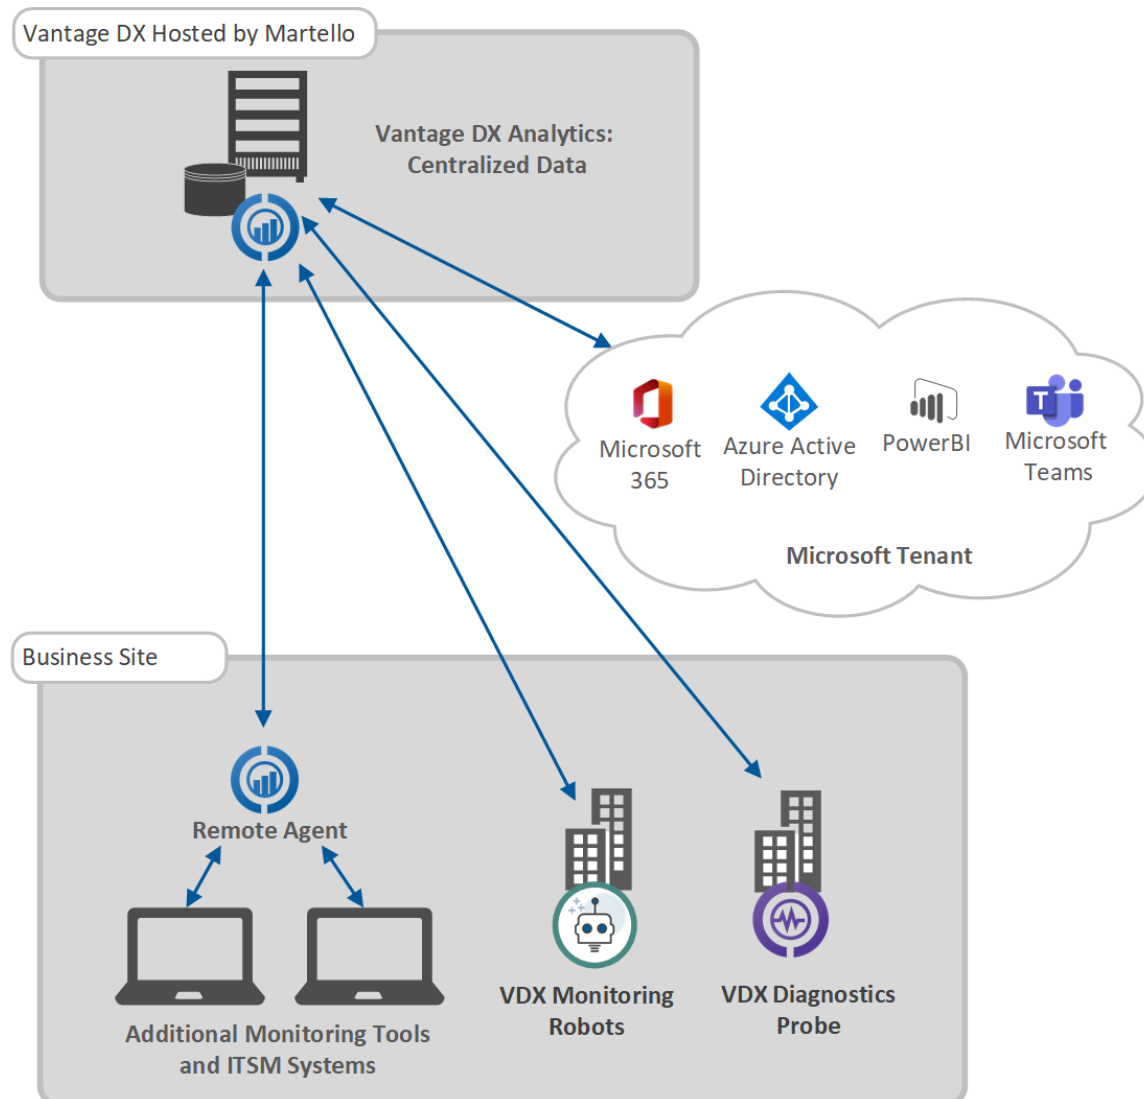 Vantage DX Hosted by Martello
Vantage DX Analytics:
Centralized Data
Microsoft
365
Azure Active
Directory
PowerBI
T
Microsoft
Teams
Microsoft Tenant
Business Site
Remote Agent
Additional Monitoring Tools
and ITSM Systems
VDX Monitoring
Robots
VDX Diagnostics
Probe